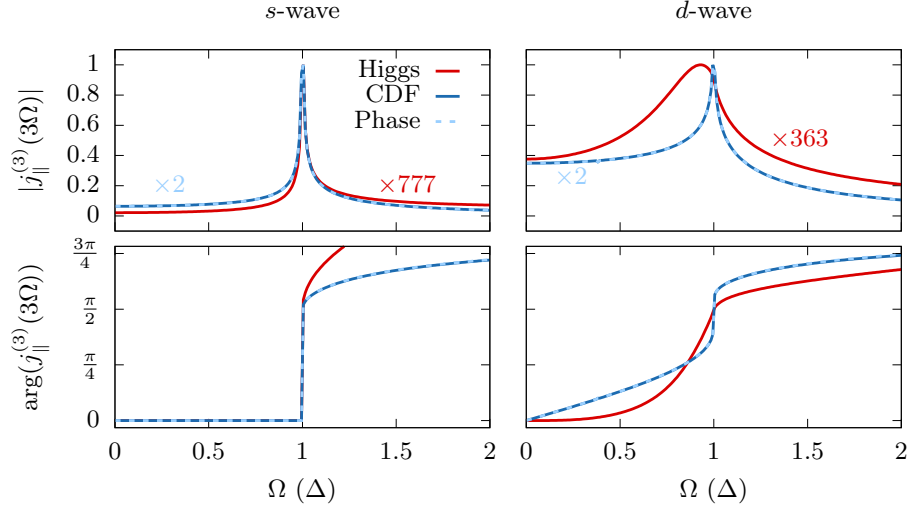 s-wave
d-wave
|j∥^(3)(3Ω)|
1
0.8
0.6
0.4
0.2
0
Higgs
CDF
Phase
×2
×777
×363
×2
arg(j∥^(3)(3Ω))
3π/4
π/2
π/4
0
0 0.5 1 1.5 2
0 0.5 1 1.5 2
Ω (Δ)
Ω (Δ)